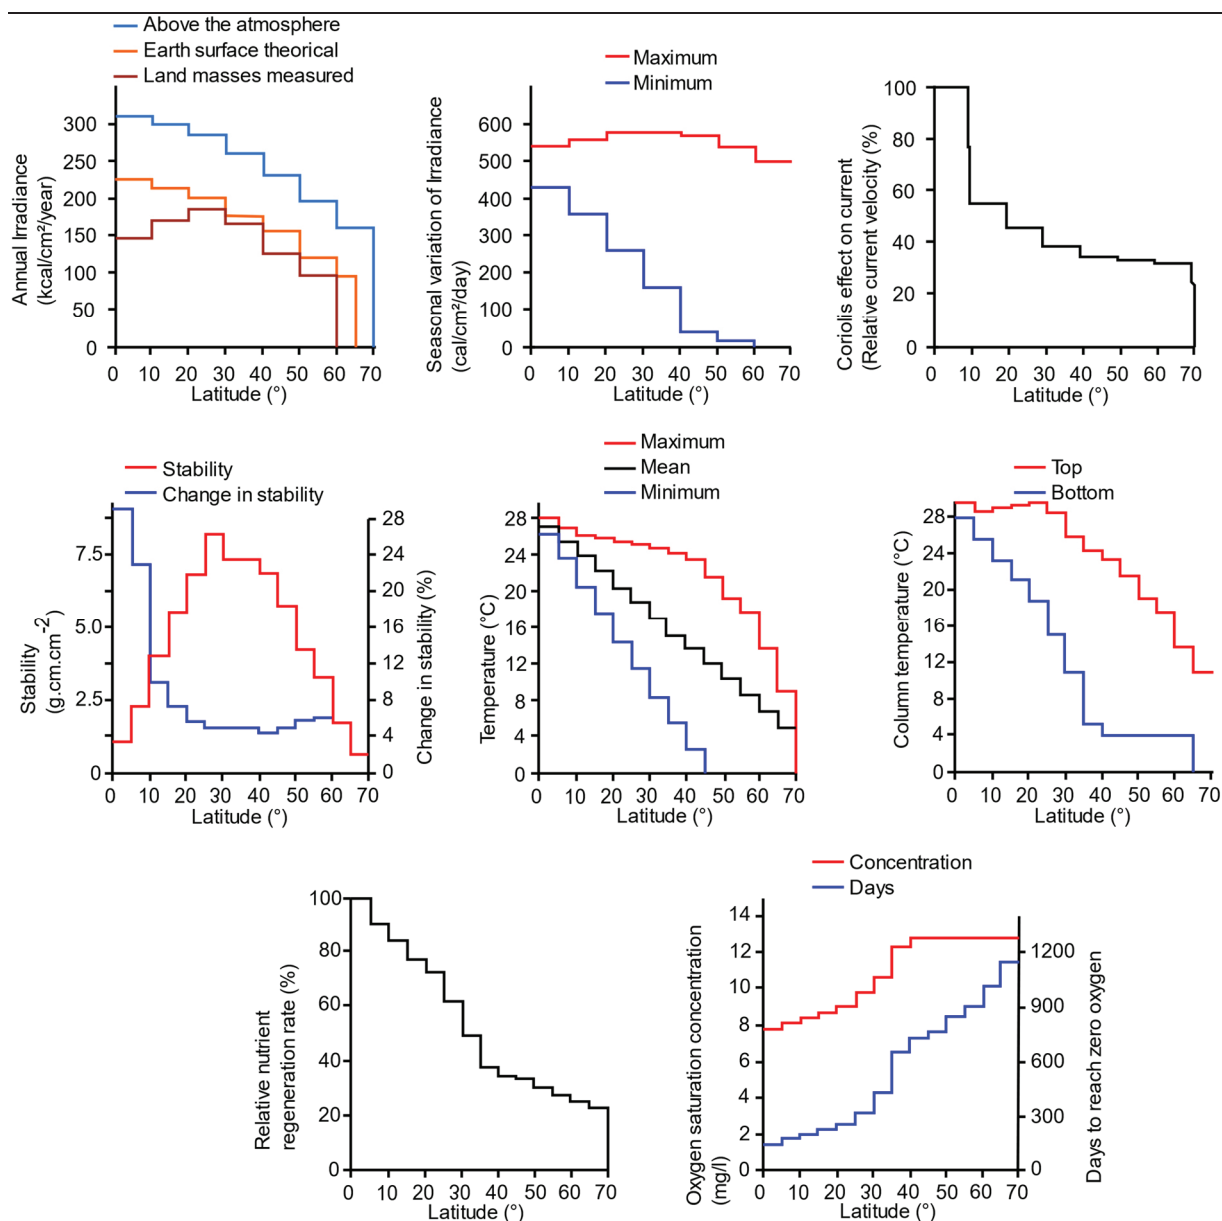 Above the atmosphere
Earth surface theorical
Land masses measured
300
250
200
150
100
50
0
0 10 20 30 40 50 60 70
Latitude (°)
Annual Irradiance
(kcal/cm²/year)
Maximum
Minimum
600
500
400
300
200
100
0
0 10 20 30 40 50 60 70
Latitude (°)
Seasonal variation of Irradiance
(cal/cm²/day)
100
80
60
40
20
0
0 10 20 30 40 50 60 70
Latitude (°)
Coriolis effect on current
(Relative current velocity (%)
Stability
Change in stability
7.5
5.0
2.5
0
28
24
20
16
12
8
4
0
0 10 20 30 40 50 60 70
Latitude (°)
Stability
(g.cm.cm-2)
Change in stability (%)
Maximum
Mean
Minimum
28
24
20
16
12
8
4
0
0 10 20 30 40 50 60 70
Latitude (°)
Temperature (°C)
Top
Bottom
28
24
20
16
12
8
4
0
0 10 20 30 40 50 60 70
Latitude (°)
Column temperature (°C)
100
80
60
40
20
0
0 10 20 30 40 50 60 70
Latitude (°)
Relative nutrient
regeneration rate (%)
Concentration
Days
14
12
10
8
6
4
2
0
1200
900
600
300
0
0 10 20 30 40 50 60 70
Latitude (°)
Oxygen saturation concentration
(mg/l)
Days to reach zero oxygen